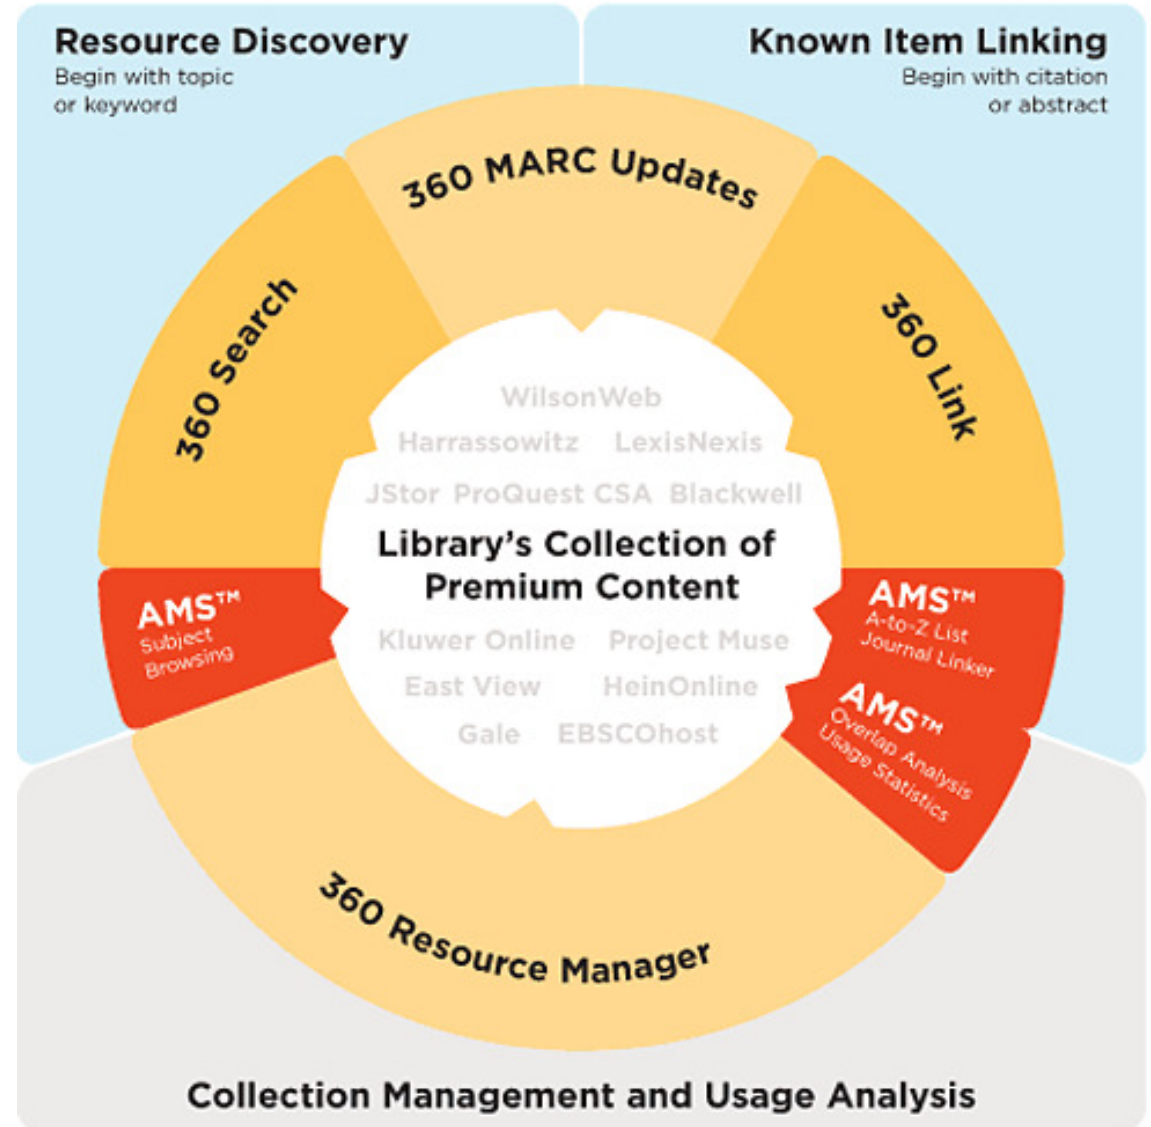 Resource Discovery
Begin with topic
or keyword
Known Item Linking
Begin with citation
or abstract
360 MARC Updates
360 Search
360 Link
WilsonWeb
Harrassowitz LexisNexis
JStor ProQuest CSA Blackwell
Library’s Collection of
Premium Content
Kluwer Online Project Muse
East View HeinOnline
Gale EBSCOhost
AMS™
Subject
Browsing
AMS™
A-to-Z List
Journal Linker
AMS™
Overlap Analysis
Usage Statistics
360 Resource Manager
Collection Management and Usage Analysis